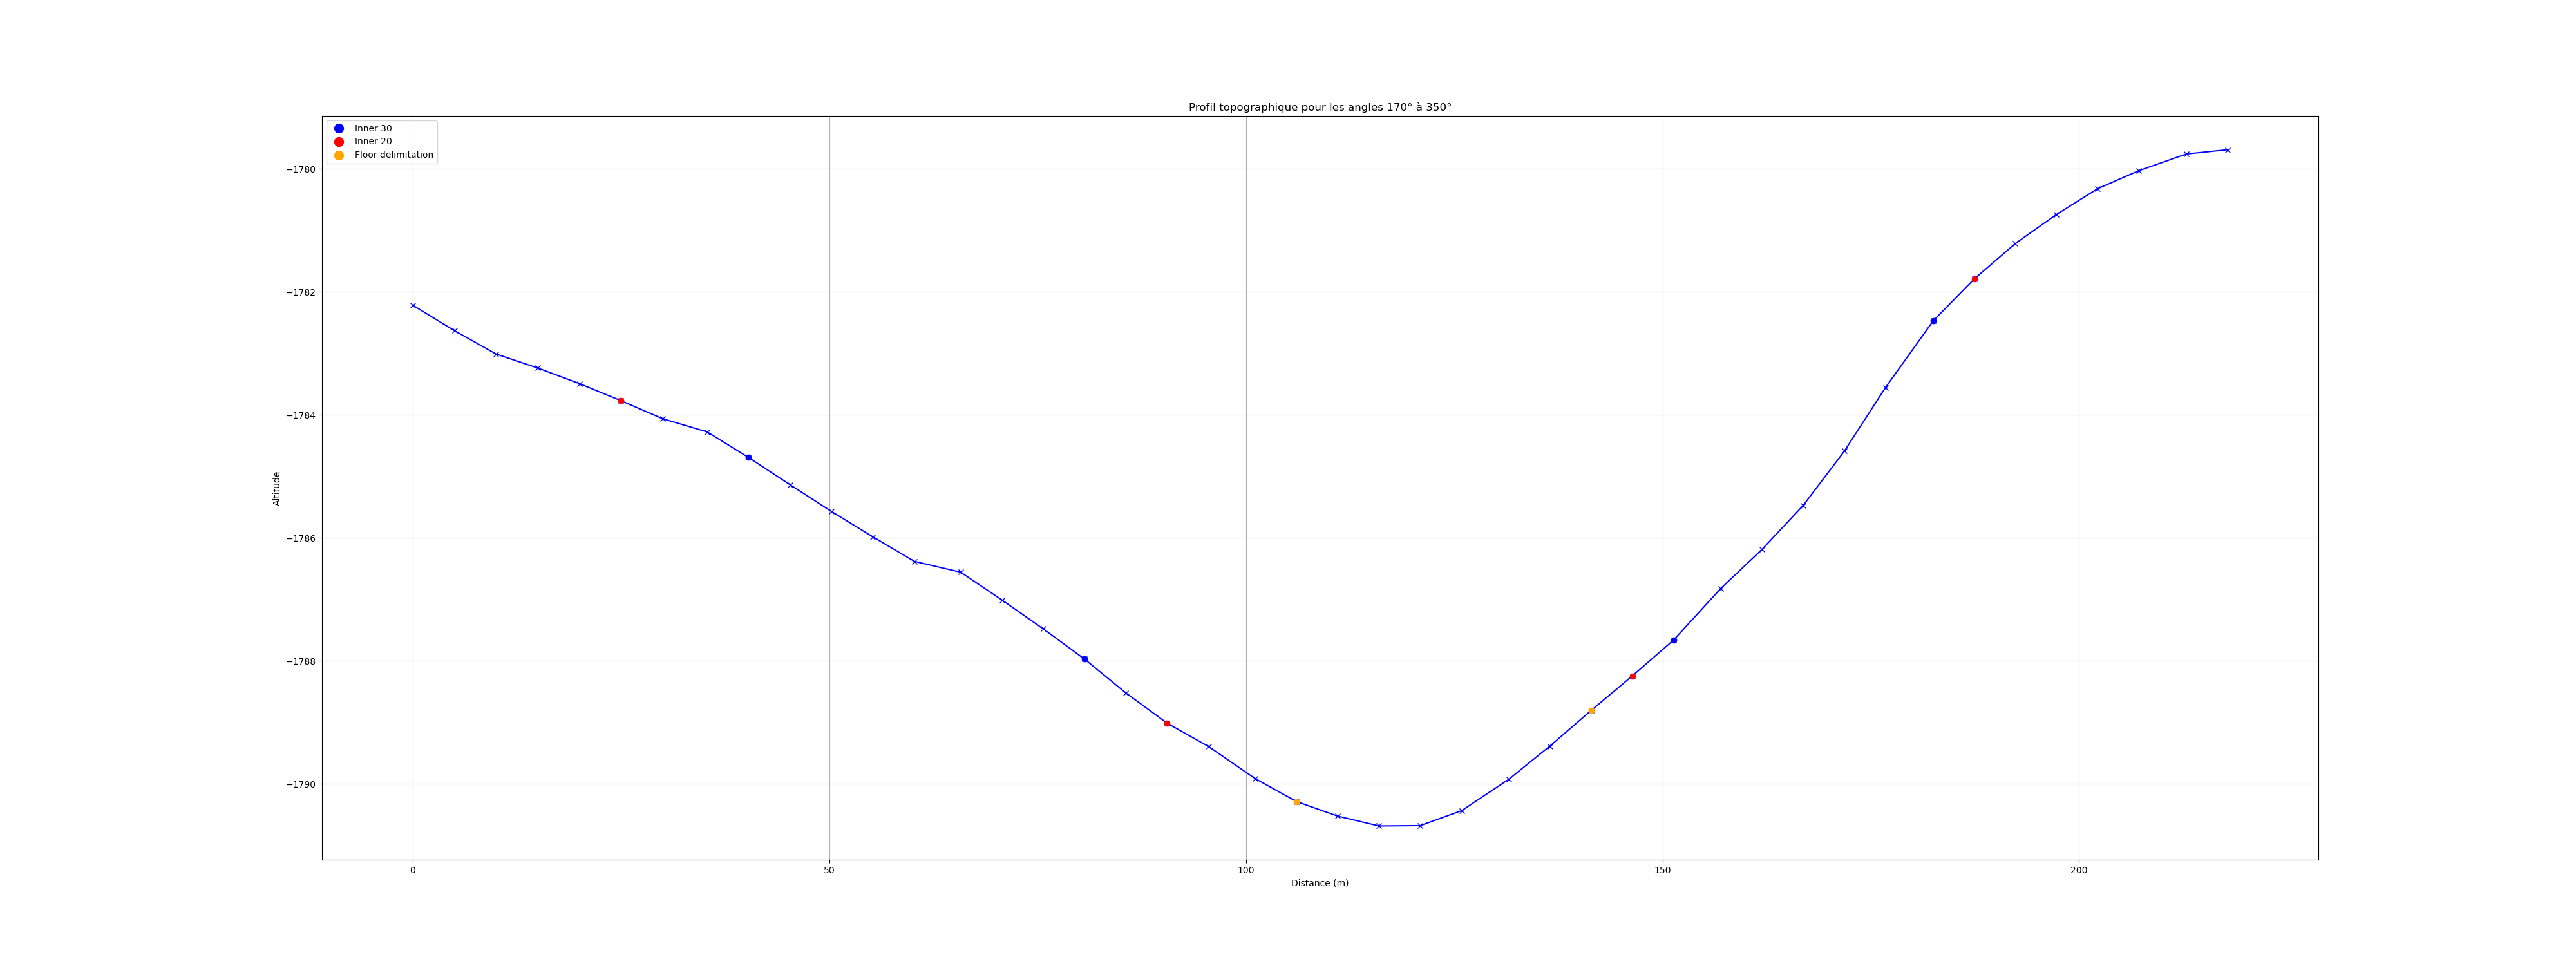 Profil topographique pour les angles 170° à 350°
Inner 30
Inner 20
Floor delimitation
−1780
−1782
−1784
−1786
−1788
−1790
Altitude
0
50
100
150
200
Distance (m)